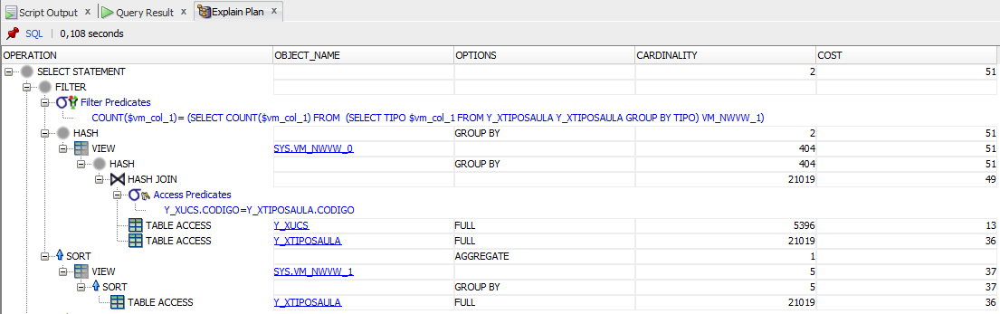 Script Output x Query Result x Explain Plan x
SQL | 0,108 seconds
OPERATION OBJECT_NAME OPTIONS CARDINALITY COST
SELECT STATEMENT 2 51
FILTER
Filter Predicates
COUNT($vm_col_1)= (SELECT COUNT($vm_col_1) FROM (SELECT TIPO $vm_col_1 FROM Y_XTIPOSAULA Y_XTIPOSAULA GROUP BY TIPO) VM_NWVW_1)
HASH GROUP BY 2 51
VIEW SYS.VM_NWVW_0 404 51
HASH GROUP BY 404 51
HASH JOIN 21019 49
Access Predicates
Y_XUCS.CODIGO=Y_XTIPOSAULA.CODIGO
TABLE ACCESS Y_XUCS FULL 5396 13
TABLE ACCESS Y_XTIPOSAULA FULL 21019 36
SORT AGGREGATE 1
VIEW SYS.VM_NWVW_1 5 37
SORT GROUP BY 5 37
TABLE ACCESS Y_XTIPOSAULA FULL 21019 36